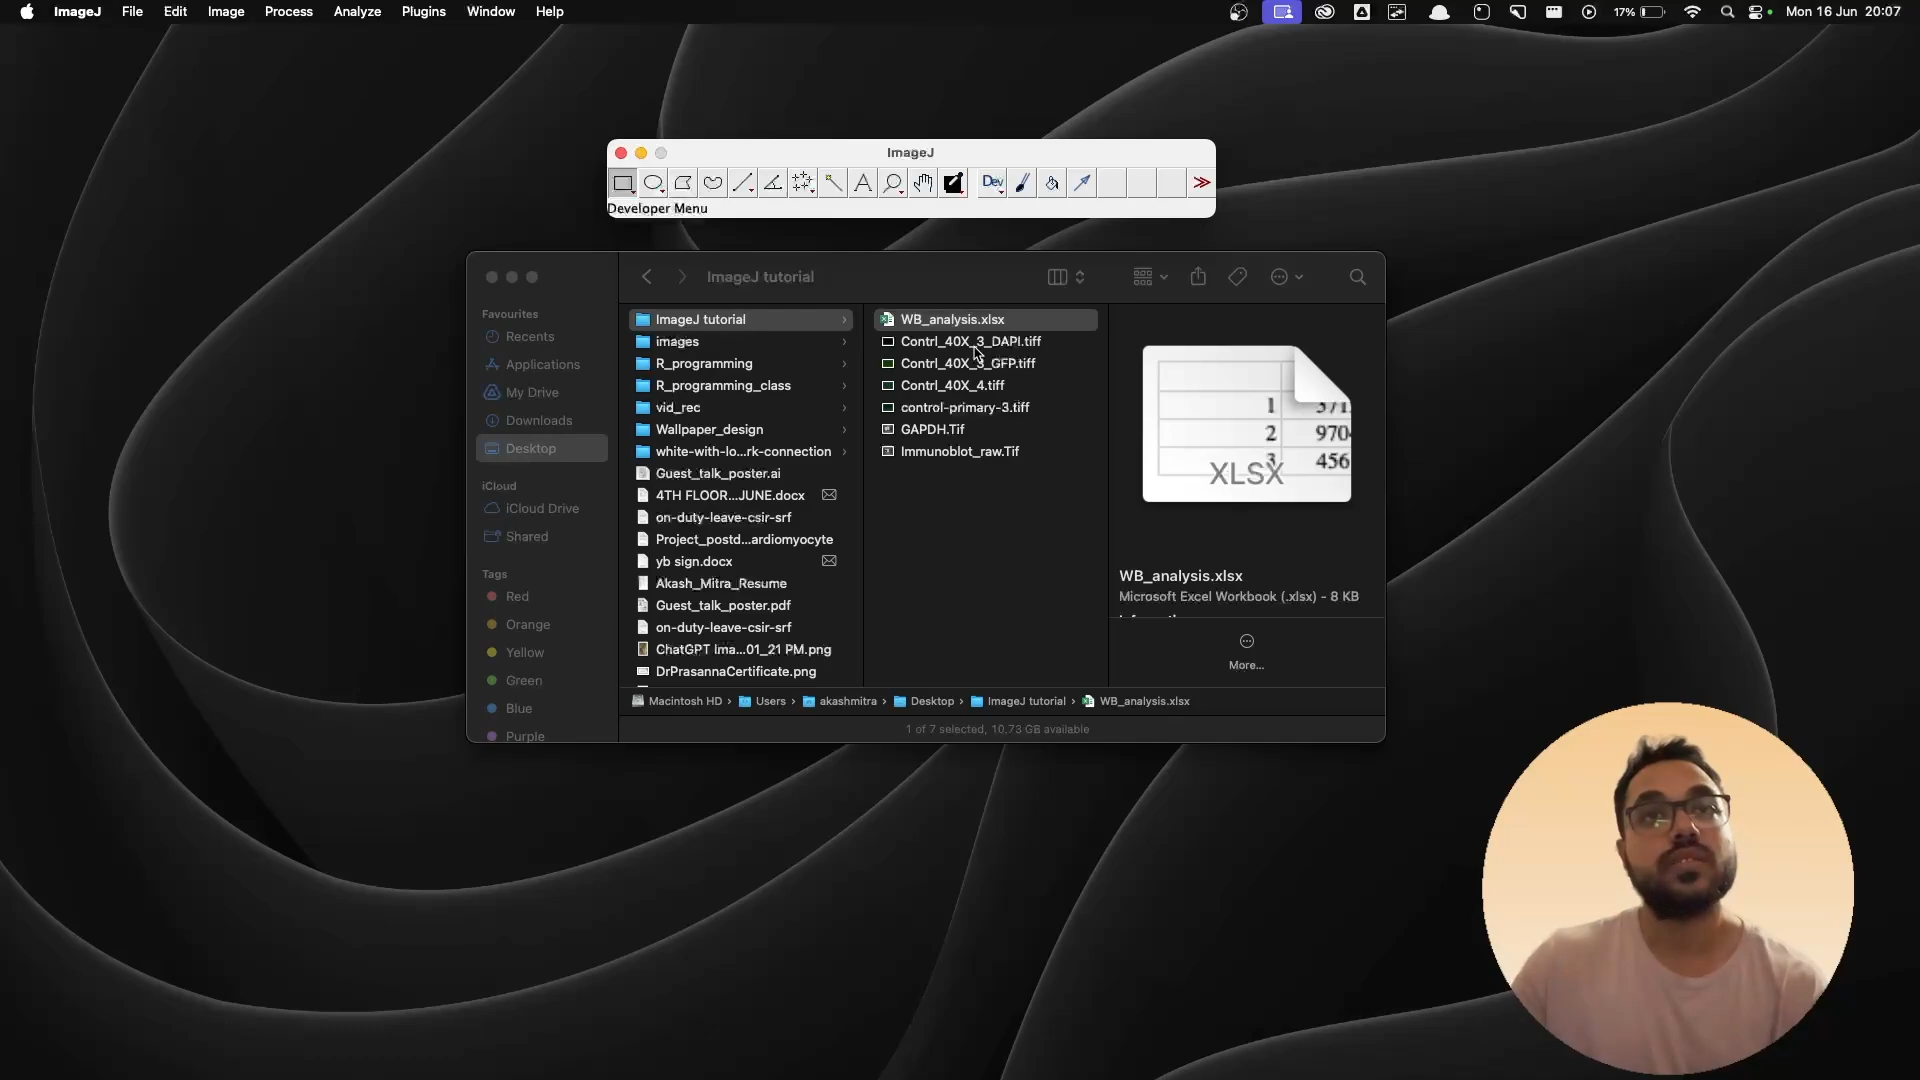 ImageJ File Edit Image Process Analyze Plugins Window Help
17% Mon 16 Jun 20:07
ImageJ
Dev
Developer Menu
ImageJ tutorial
Favourites
Recents
Applications
My Drive
Downloads
Desktop
iCloud
iCloud Drive
Shared
Tags
Red
Orange
Yellow
Green
Blue
Purple
ImageJ tutorial
images
R_programming
R_programming_class
vid_rec
Wallpaper_design
white-with-lo...rk-connection
Guest_talk_poster.ai
4TH FLOOR...JUNE.docx
on-duty-leave-csir-srf
Project_postd...ardiomyocyte
yb sign.docx
Akash_Mitra_Resume
Guest_talk_poster.pdf
on-duty-leave-csir-srf
ChatGPT Ima...01_21 PM.png
DrPrasannaCertificate.png
WB_analysis.xlsx
Contrl_40X_3_DAPI.tiff
Contrl_40X_3_GFP.tiff
Contrl_40X_4.tiff
control-primary-3.tiff
GAPDH.Tif
Immunoblot_raw.Tif
1 371
2 970
3 456
XLSX
WB_analysis.xlsx
Microsoft Excel Workbook (.xlsx) - 8 KB
More...
Macintosh HD › Users › akashmitra › Desktop › ImageJ tutorial › WB_analysis.xlsx
1 of 7 selected, 10.73 GB available